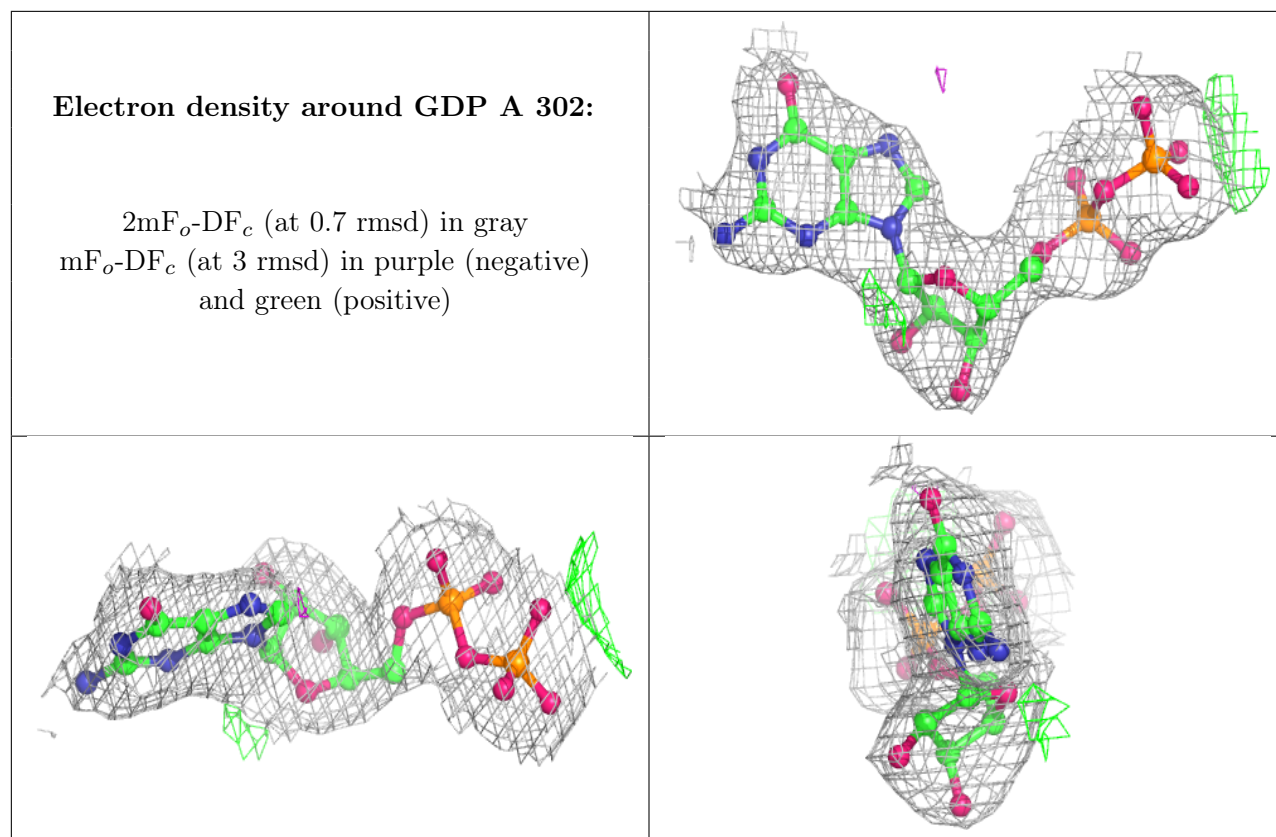 Electron density around GDP A 302:
2mFₒ-DF𝒸 (at 0.7 rmsd) in gray
mFₒ-DF𝒸 (at 3 rmsd) in purple (negative)
and green (positive)